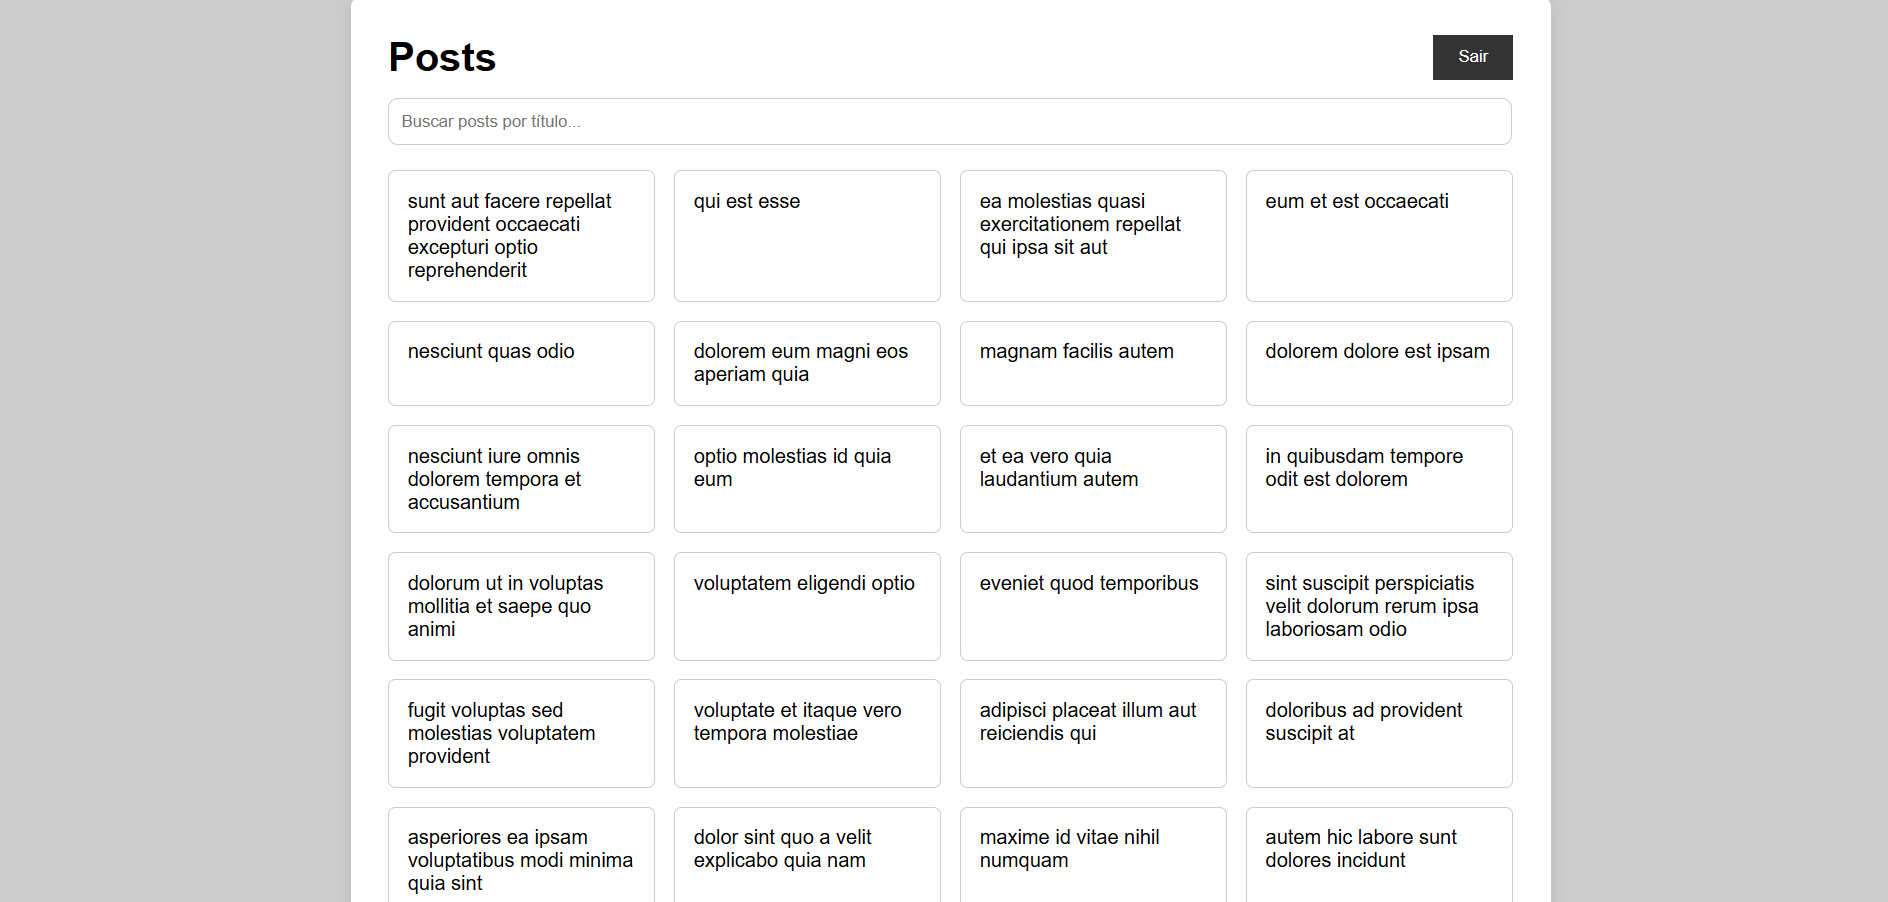 Posts
Sair
Buscar posts por título...
sunt aut facere repellat
provident occaecati
excepturi optio
reprehenderit
qui est esse
ea molestias quasi
exercitationem repellat
qui ipsa sit aut
eum et est occaecati
nesciunt quas odio
dolorem eum magni eos
aperiam quia
magnam facilis autem
dolorem dolore est ipsam
nesciunt iure omnis
dolorem tempora et
accusantium
optio molestias id quia
eum
et ea vero quia
laudantium autem
in quibusdam tempore
odit est dolorem
dolorum ut in voluptas
mollitia et saepe quo
animi
voluptatem eligendi optio
eveniet quod temporibus
sint suscipit perspiciatis
velit dolorum rerum ipsa
laboriosam odio
fugit voluptas sed
molestias voluptatem
provident
voluptate et itaque vero
tempora molestiae
adipisci placeat illum aut
reiciendis qui
doloribus ad provident
suscipit at
asperiores ea ipsam
voluptatibus modi minima
quia sint
dolor sint quo a velit
explicabo quia nam
maxime id vitae nihil
numquam
autem hic labore sunt
dolores incidunt